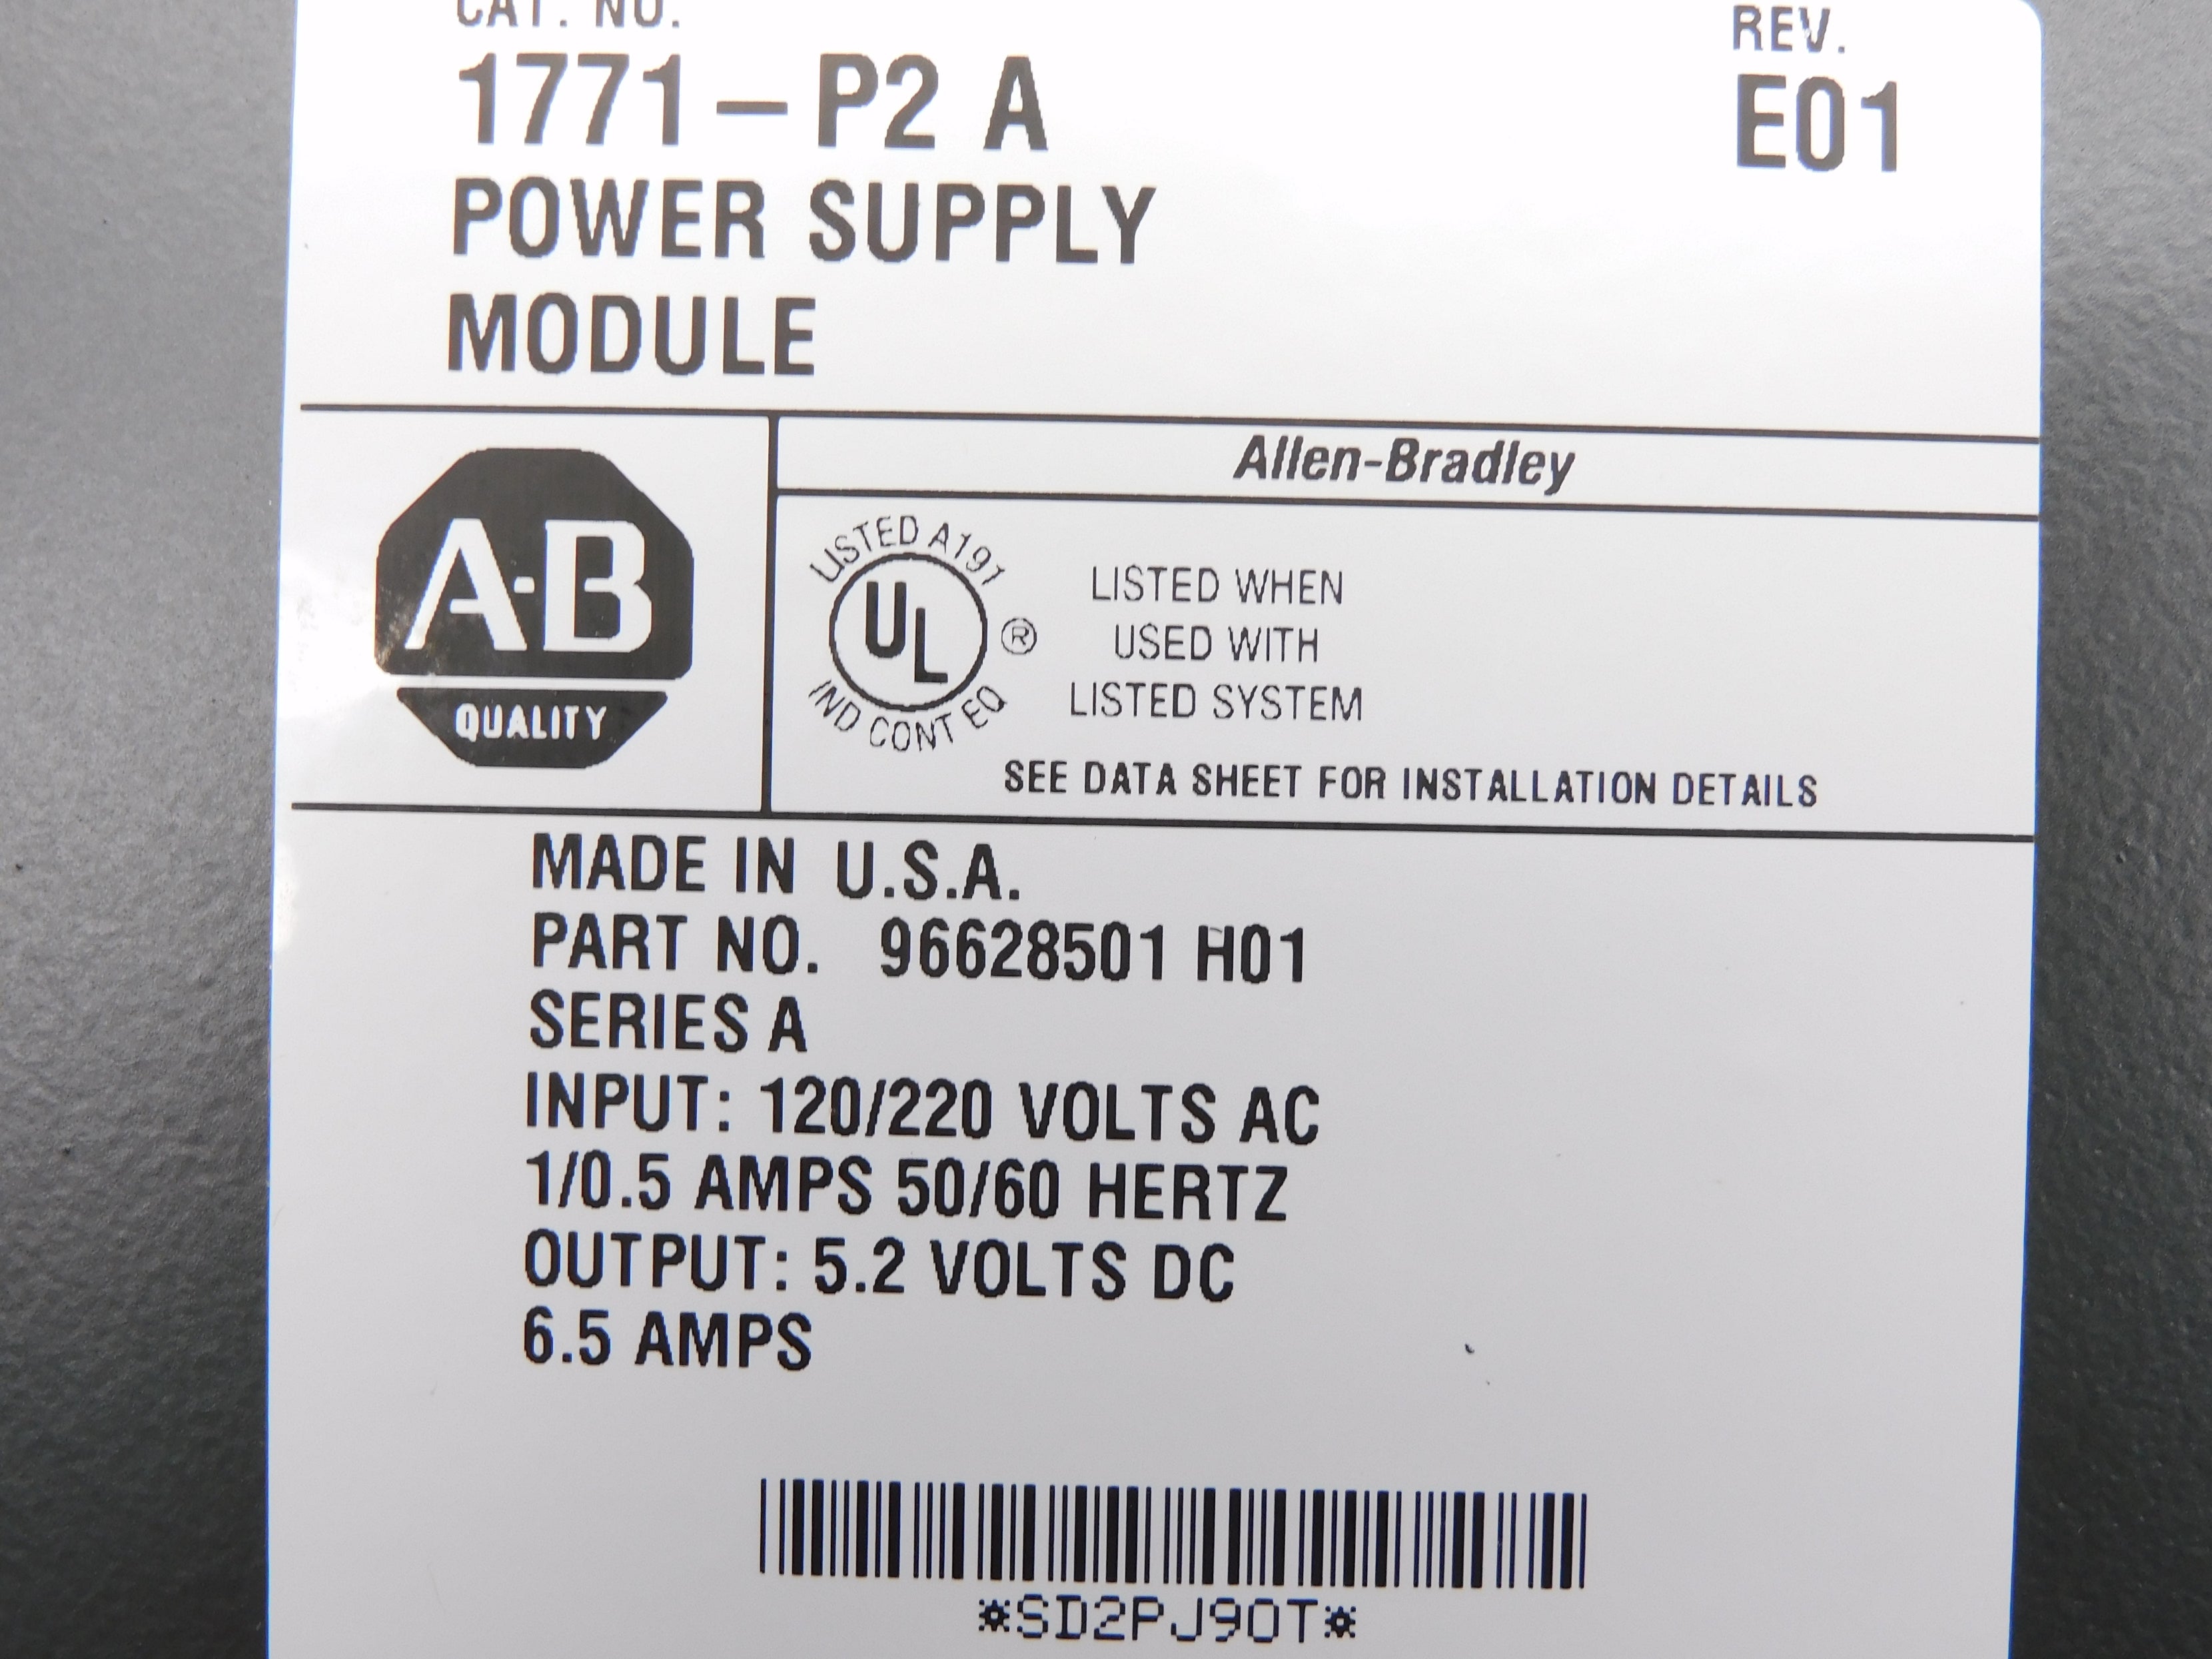 CAT. NO.
REV.
1771-P2 A
E01
POWER SUPPLY
MODULE
Allen-Bradley
A-B
QUALITY
LISTED A191
UL
®
IND CONT EQ
LISTED WHEN
USED WITH
LISTED SYSTEM
SEE DATA SHEET FOR INSTALLATION DETAILS
MADE IN U.S.A.
PART NO. 96628501 H01
SERIES A
INPUT: 120/220 VOLTS AC
1/0.5 AMPS 50/60 HERTZ
OUTPUT: 5.2 VOLTS DC
6.5 AMPS
*SD2PJ90T*